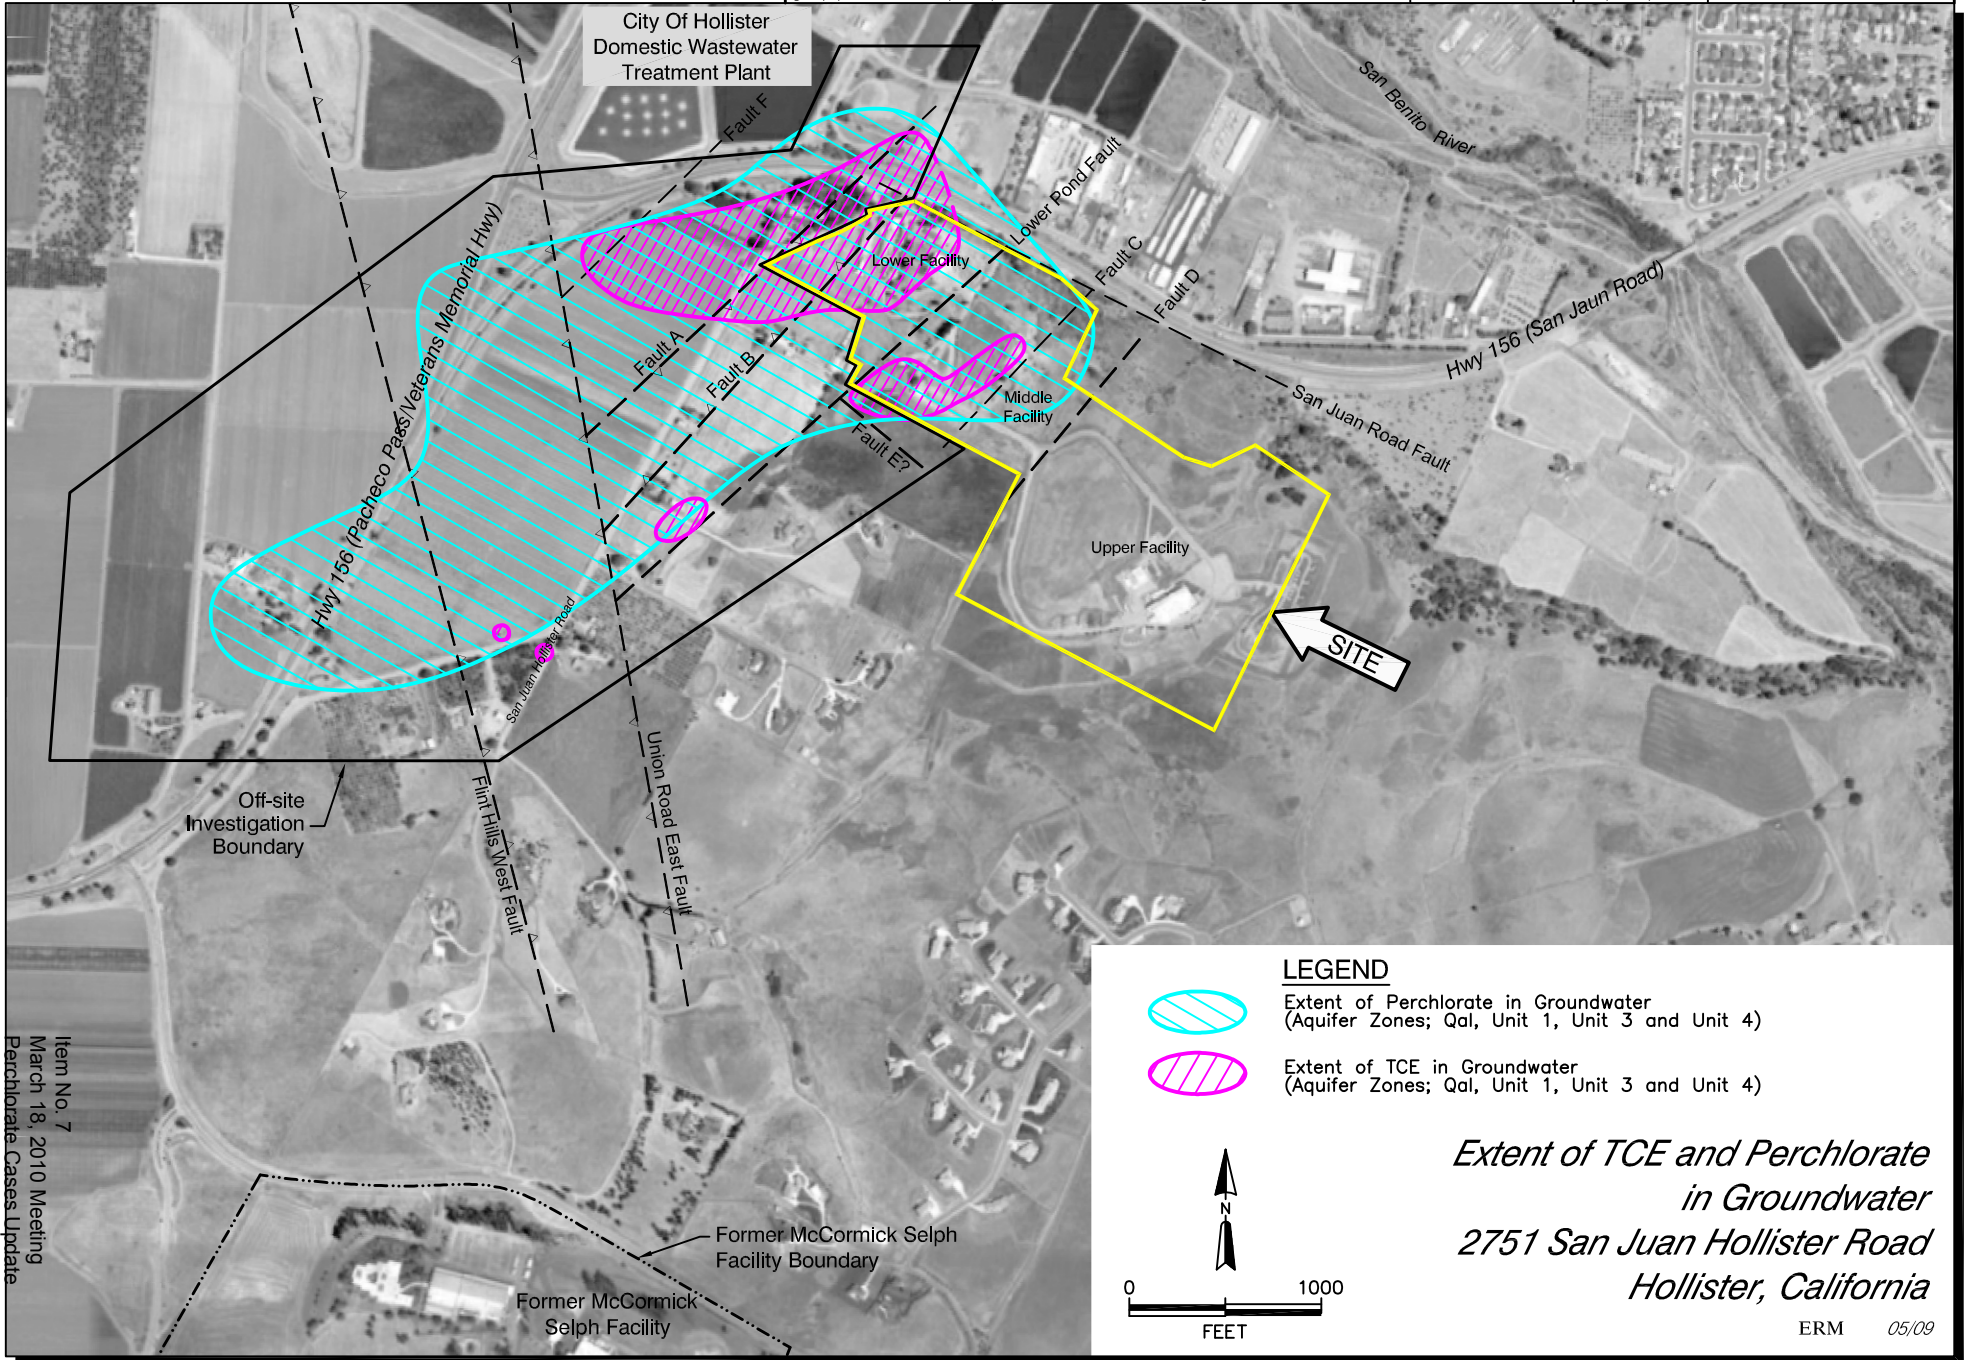 City Of Hollister
Domestic Wastewater
Treatment Plant
Fault F
San Benito River
Lower Pond Fault
Fault C
Fault D
Lower Facility
Hwy 156 (San Jaun Road)
Hwy 156 (Pacheco Pass/Veterans Memorial Hwy)
Fault A
Fault B
Middle
Facility
San Juan Road Fault
Fault E?
Upper Facility
SITE
San Juan Hollister Road
Union Road East Fault
Flint Hills West Fault
Off-site
Investigation
Boundary
LEGEND
Extent of Perchlorate in Groundwater
(Aquifer Zones; Qal, Unit 1, Unit 3 and Unit 4)
Extent of TCE in Groundwater
(Aquifer Zones; Qal, Unit 1, Unit 3 and Unit 4)
N
0 1000
FEET
Extent of TCE and Perchlorate
in Groundwater
2751 San Juan Hollister Road
Hollister, California
ERM 05/09
Former McCormick Selph
Facility Boundary
Former McCormick
Selph Facility
Item No. 7
March 18, 2010 Meeting
Perchlorate Cases Update